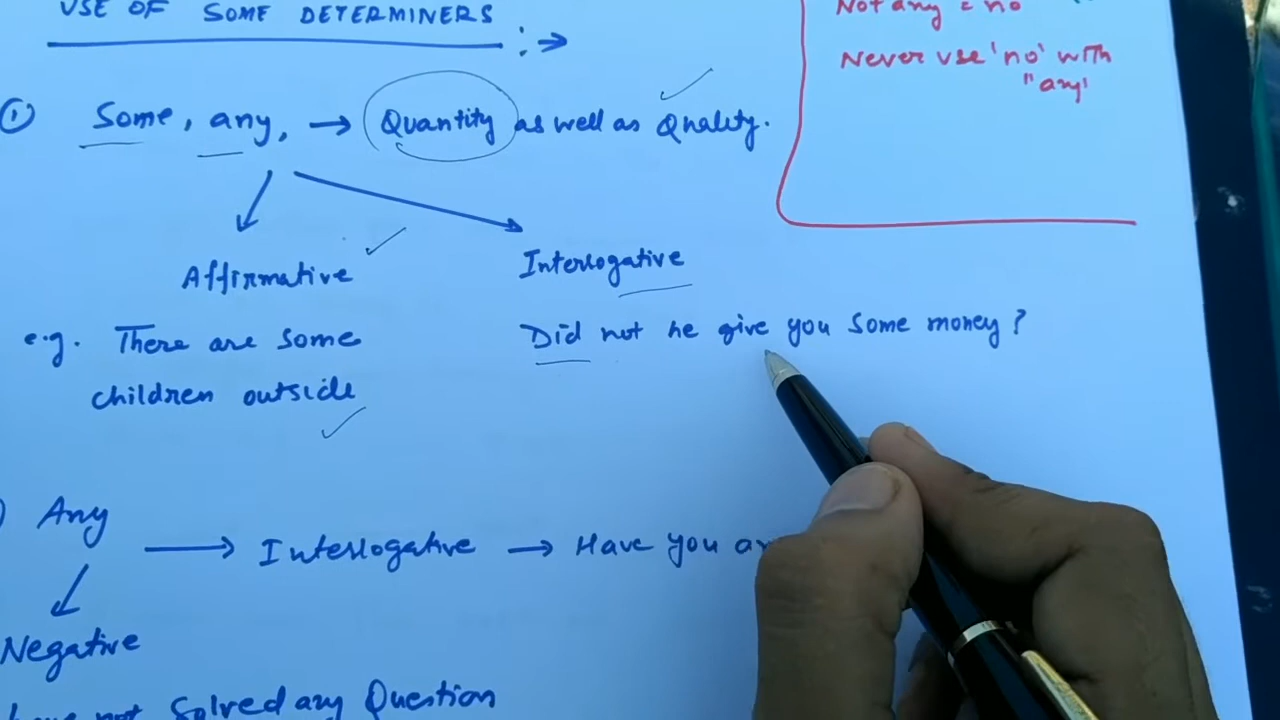 USE OF SOME DETERMINERS :→
Not any = no
Never use 'no' with
"any'
① Some, any, → Quantity as well as Quality.
Affirmative
Interrogative
e.g. There are some
children outside
Did not he give you some money?
) Any → Interrogative → Have you
Negative
not Solved any Question